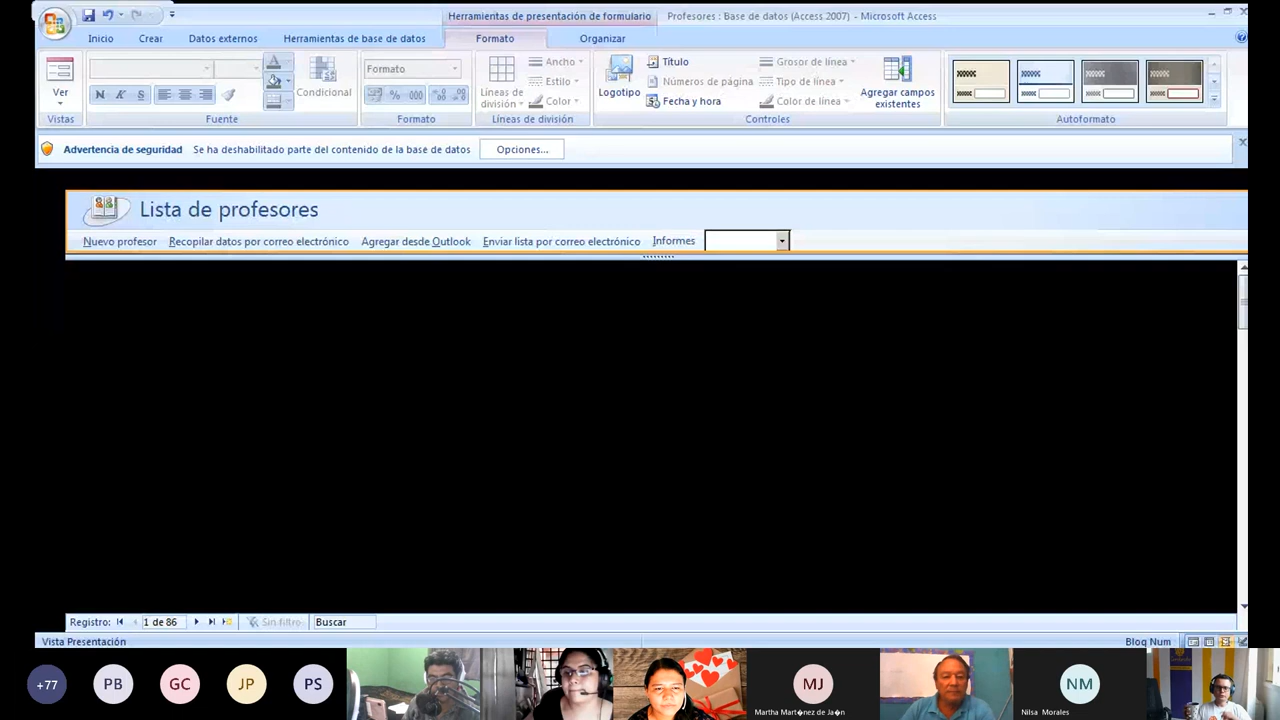 Herramientas de presentación de formulario
Profesores : Base de datos (Access 2007) - Microsoft Access
Inicio
Crear
Datos externos
Herramientas de base de datos
Formato
Organizar
Ver
Vistas
N K S
Condicional
Fuente
Formato
% 000
Formato
Líneas de división
Ancho
Estilo
Color
Líneas de división
Logotipo
Título
Números de página
Fecha y hora
Grosor de línea
Tipo de línea
Color de línea
Agregar campos existentes
Controles
Autoformato
Advertencia de seguridad Se ha deshabilitado parte del contenido de la base de datos Opciones...
Lista de profesores
Nuevo profesor Recopilar datos por correo electrónico Agregar desde Outlook Enviar lista por correo electrónico Informes
Registro: 1 de 86 Sin filtro Buscar
Vista Presentación
Bloq Num
+77
PB
GC
JP
PS
MJ
Martha Mart�nez de Ja�n
NM
Nilsa Morales